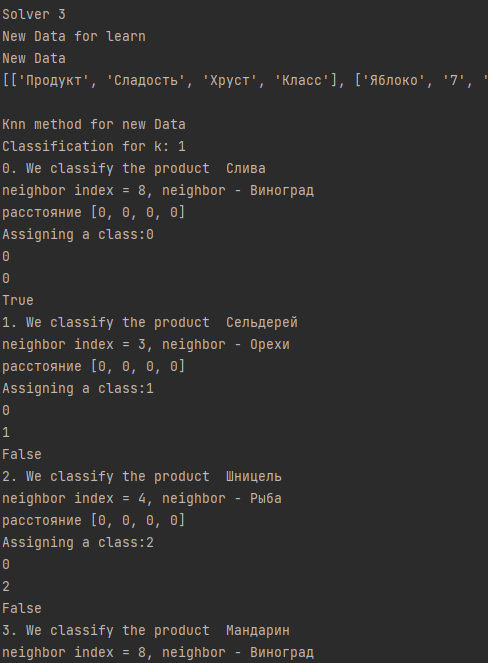 Solver 3
New Data for learn
New Data
[['Продукт', 'Сладость', 'Хруст', 'Класс'], ['Яблоко', '7', '
Knn method for new Data
Classification for k: 1
0. We classify the product  Слива
neighbor index = 8, neighbor - Виноград
расстояние [0, 0, 0, 0]
Assigning a class:0
0
0
True
1. We classify the product  Сельдерей
neighbor index = 3, neighbor - Орехи
расстояние [0, 0, 0, 0]
Assigning a class:1
0
1
False
2. We classify the product  Шницель
neighbor index = 4, neighbor - Рыба
расстояние [0, 0, 0, 0]
Assigning a class:2
0
2
False
3. We classify the product  Мандарин
neighbor index = 8, neighbor - Виноград